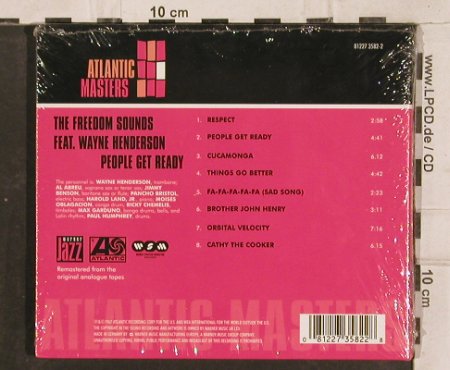 10 cm
81227 3582-2
ATLANTIC
MASTERS
THE FREEDOM SOUNDS
FEAT. WAYNE HENDERSON
PEOPLE GET READY
The personnel is: WAYNE HENDERSON, trombone;
AL ABREU, soprano sax or tenor sax; JIMMY
BENSON, baritone sax or flute; PANCHO BRISTOL,
electric bass; HAROLD LAND, JR. piano; MOISES
OBLAGACION, conga drum; RICKY CHEMELIS,
timbales; MAX GARDUNO, bongo drums, bells, and
Latin rhythm; PAUL HUMPHREY, drums.
1. RESPECT 2:58
2. PEOPLE GET READY 4:41
3. CUCAMONGA 6:12
4. THINGS GO BETTER 4:42
5. FA-FA-FA-FA-FA (SAD SONG) 2:23
6. BROTHER JOHN HENRY 3:11
7. ORBITAL VELOCITY 7:16
8. CATHY THE COOKER 6:15
warner
jazz
ATLANTIC
WSM
Remastered from
the original analogue tapes
ATLANTIC MASTERS
0 81227 35822 8
www.LPCD.de / CD
10 cm